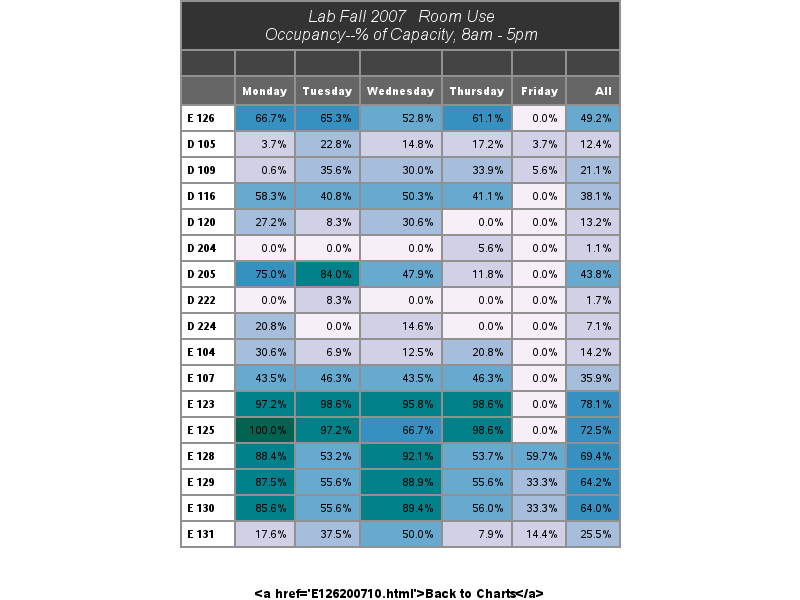 Lab Fall 2007 Room Use
Occupancy--% of Capacity, 8am - 5pm
Monday Tuesday Wednesday Thursday Friday All
E 126 66.7% 65.3% 52.8% 61.1% 0.0% 49.2%
D 105 3.7% 22.8% 14.8% 17.2% 3.7% 12.4%
D 109 0.6% 35.6% 30.0% 33.9% 5.6% 21.1%
D 116 58.3% 40.8% 50.3% 41.1% 0.0% 38.1%
D 120 27.2% 8.3% 30.6% 0.0% 0.0% 13.2%
D 204 0.0% 0.0% 0.0% 5.6% 0.0% 1.1%
D 205 75.0% 84.0% 47.9% 11.8% 0.0% 43.8%
D 222 0.0% 8.3% 0.0% 0.0% 0.0% 1.7%
D 224 20.8% 0.0% 14.6% 0.0% 0.0% 7.1%
E 104 30.6% 6.9% 12.5% 20.8% 0.0% 14.2%
E 107 43.5% 46.3% 43.5% 46.3% 0.0% 35.9%
E 123 97.2% 98.6% 95.8% 98.6% 0.0% 78.1%
E 125 100.0% 97.2% 66.7% 98.6% 0.0% 72.5%
E 128 88.4% 53.2% 92.1% 53.7% 59.7% 69.4%
E 129 87.5% 55.6% 88.9% 55.6% 33.3% 64.2%
E 130 85.6% 55.6% 89.4% 56.0% 33.3% 64.0%
E 131 17.6% 37.5% 50.0% 7.9% 14.4% 25.5%
<a href='E126200710.html'>Back to Charts</a>